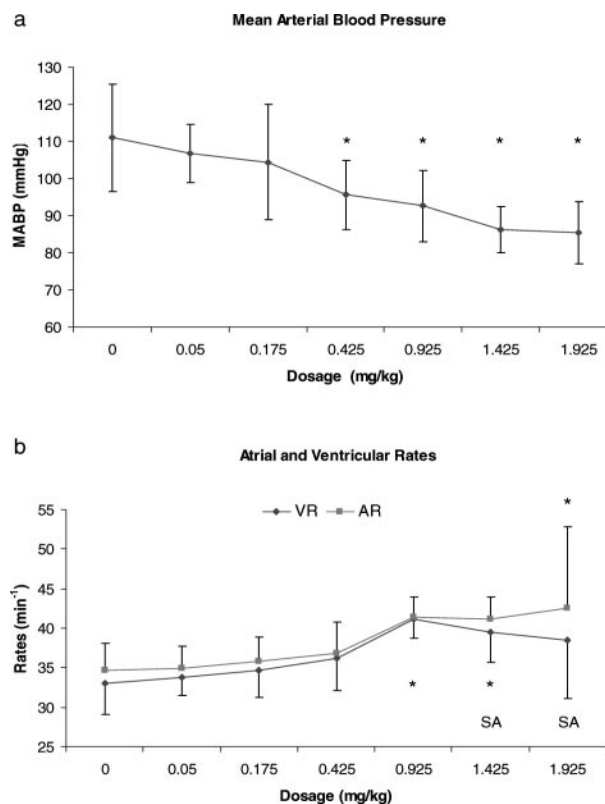 a
Mean Arterial Blood Pressure
MABP (mmHg)
130
120
110
100
90
80
70
60
* * * *
0 0.05 0.175 0.425 0.925 1.425 1.925
Dosage (mg/kg)
b
Atrial and Ventricular Rates
VR AR
Rates (min⁻¹)
55
50
45
40
35
30
25
*
* *
SA SA
0 0.05 0.175 0.425 0.925 1.425 1.925
Dosage (mg/kg)